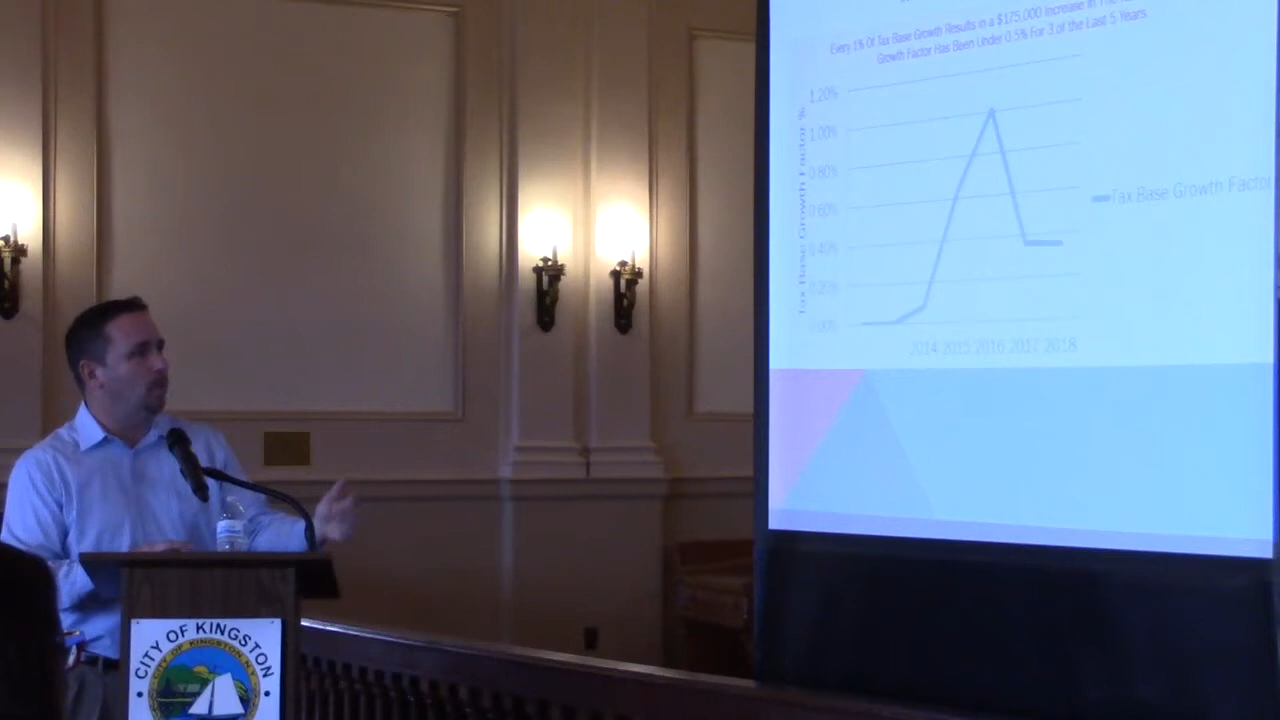 Every 1% Of Tax Base Growth Results in a $175,000 Increase In The
Growth Factor Has Been Under 0.5% For 3 of the Last 5 Years
Tax Base Growth Factor %
1.20%
1.00%
0.80%
0.60%
0.40%
0.20%
0.00%
2014 2015 2016 2017 2018
Tax Base Growth Factor
CITY OF KINGSTON
CITY OF KINGSTON, N.Y.